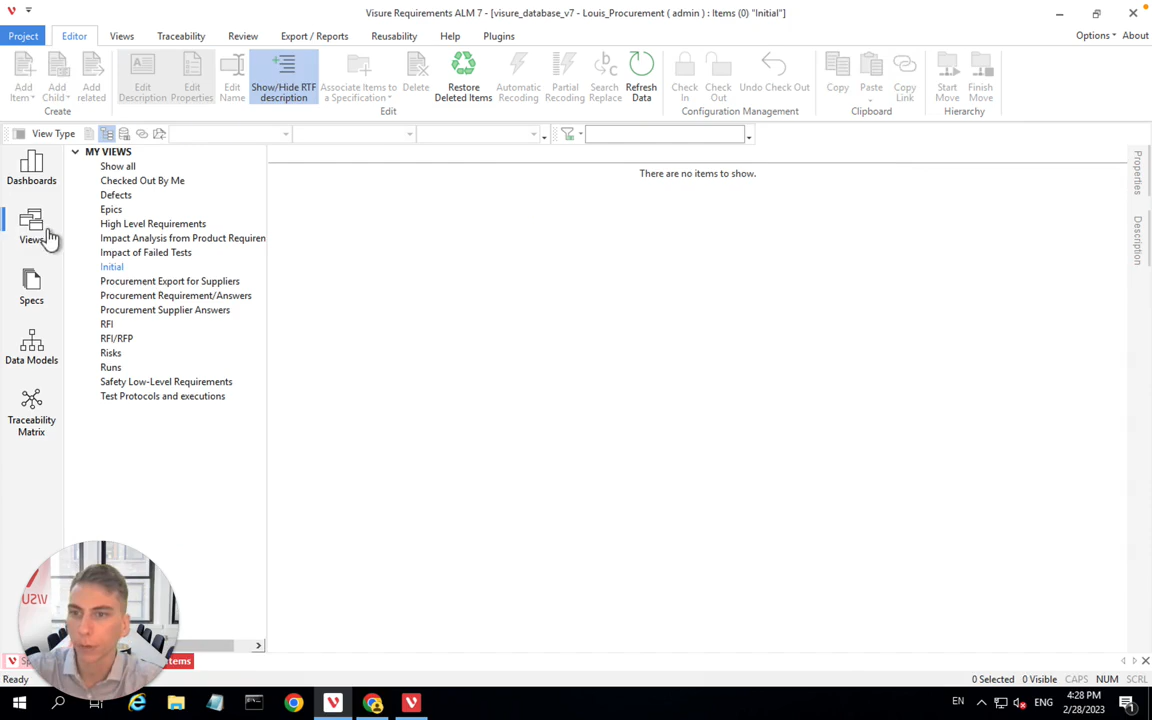 Visure Requirements ALM 7 - [visure_database_v7 - Louis_Procurement ( admin ) : Items (0) "Initial"]
Project Editor Views Traceability Review Export / Reports Reusability Help Plugins Options About
Add Item
Add Child
Add related
Edit Description
Edit Properties
Edit Name
Show/Hide RTF description
Associate Items to a Specification
Delete
Restore Deleted Items
Automatic Recoding
Partial Recoding
Search Replace
Refresh Data
Check In
Check Out
Undo Check Out
Copy
Paste
Copy Link
Start Move
Finish Move
Create Edit Configuration Management Clipboard Hierarchy
View Type
Dashboards
Views
Specs
Data Models
Traceability Matrix
MY VIEWS
Show all
Checked Out By Me
Defects
Epics
High Level Requirements
Impact Analysis from Product Requiren
Impact of Failed Tests
Initial
Procurement Export for Suppliers
Procurement Requirement/Answers
Procurement Supplier Answers
RFI
RFI/RFP
Risks
Runs
Safety Low-Level Requirements
Test Protocols and executions
There are no items to show.
Properties
Description
Ready 0 Selected 0 Visible CAPS NUM SCRL
EN ENG 4:28 PM
2/28/2023